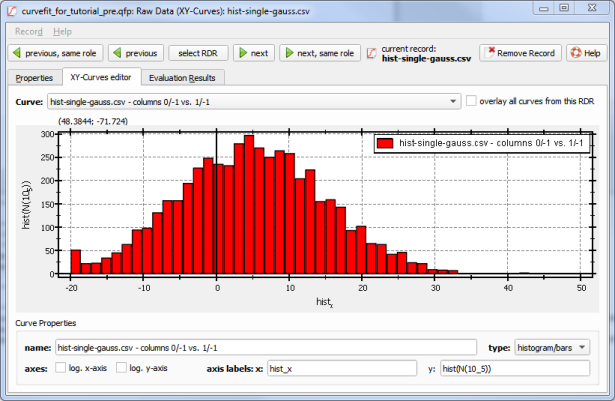 curvefit_for_tutorial_pre.qfp: Raw Data (XY-Curves): hist-single-gauss.csv
Record Help
previous, same role previous select RDR next next, same role current record: hist-single-gauss.csv Remove Record Help
Properties XY-Curves editor Evaluation Results
Curve: hist-single-gauss.csv - columns 0/-1 vs. 1/-1 overlay all curves from this RDR
(48.3844; -71.724)
hist-single-gauss.csv - columns 0/-1 vs. 1/-1
300
250
200
150
100
50
0
hist(N(105)
-20 -10 0 10 20 30 40 50
histx
Curve Properties
name: hist-single-gauss.csv - columns 0/-1 vs. 1/-1 type: histogram/bars
axes: log. x-axis log. y-axis axis labels: x: hist_x y: hist(N(10_5))